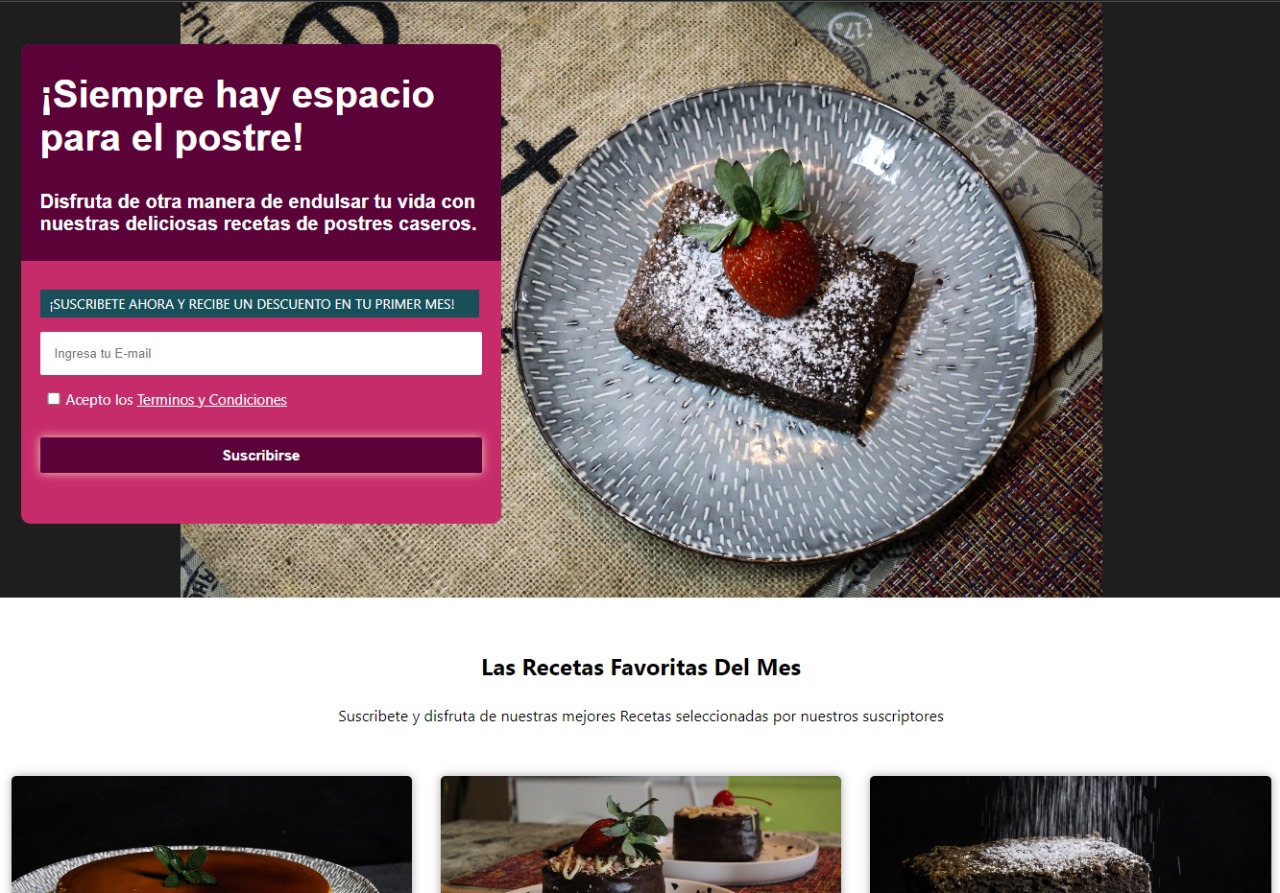 ¡Siempre hay espacio
para el postre!
Disfruta de otra manera de endulsar tu vida con
nuestras deliciosas recetas de postres caseros.
¡SUSCRIBETE AHORA Y RECIBE UN DESCUENTO EN TU PRIMER MES!
Ingresa tu E-mail
Acepto los Terminos y Condiciones
Suscribirse
Las Recetas Favoritas Del Mes
Suscribete y disfruta de nuestras mejores Recetas seleccionadas por nuestros suscriptores